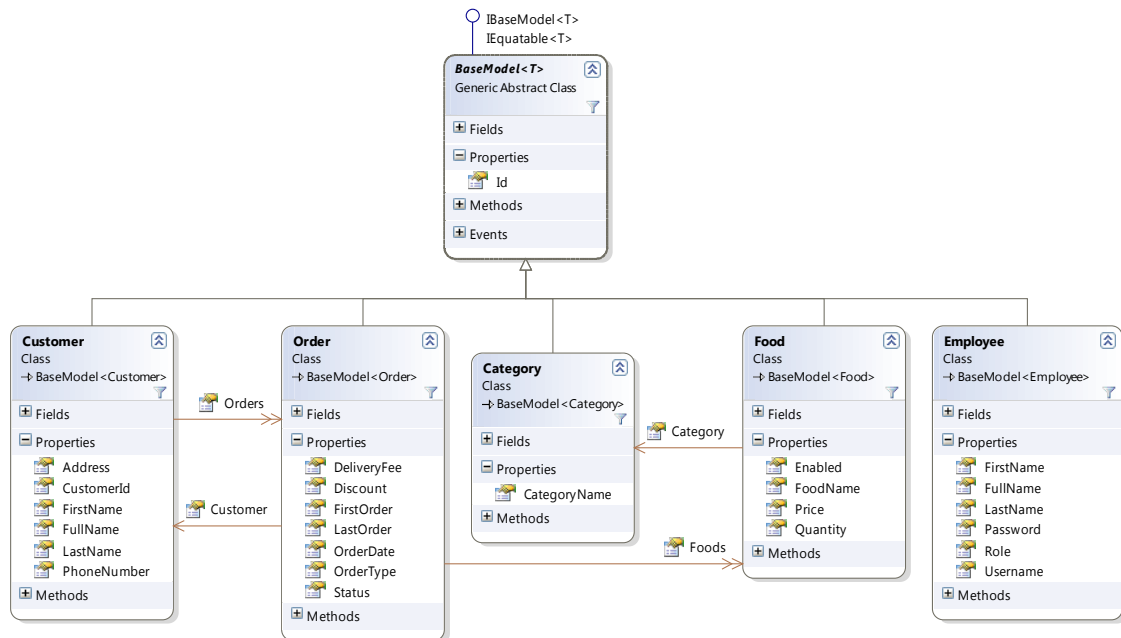 IBaseModel<T>
IEquatable<T>
BaseModel<T>
Generic Abstract Class
Fields
Properties
Id
Methods
Events
Customer
Class
BaseModel<Customer>
Fields
Properties
Address
CustomerId
FirstName
FullName
LastName
PhoneNumber
Methods
Orders
Customer
Order
Class
BaseModel<Order>
Fields
Properties
DeliveryFee
Discount
FirstOrder
LastOrder
OrderDate
OrderType
Status
Methods
Category
Class
BaseModel<Category>
Fields
Properties
CategoryName
Methods
Category
Foods
Food
Class
BaseModel<Food>
Fields
Properties
Enabled
FoodName
Price
Quantity
Methods
Employee
Class
BaseModel<Employee>
Fields
Properties
FirstName
FullName
LastName
Password
Role
Username
Methods